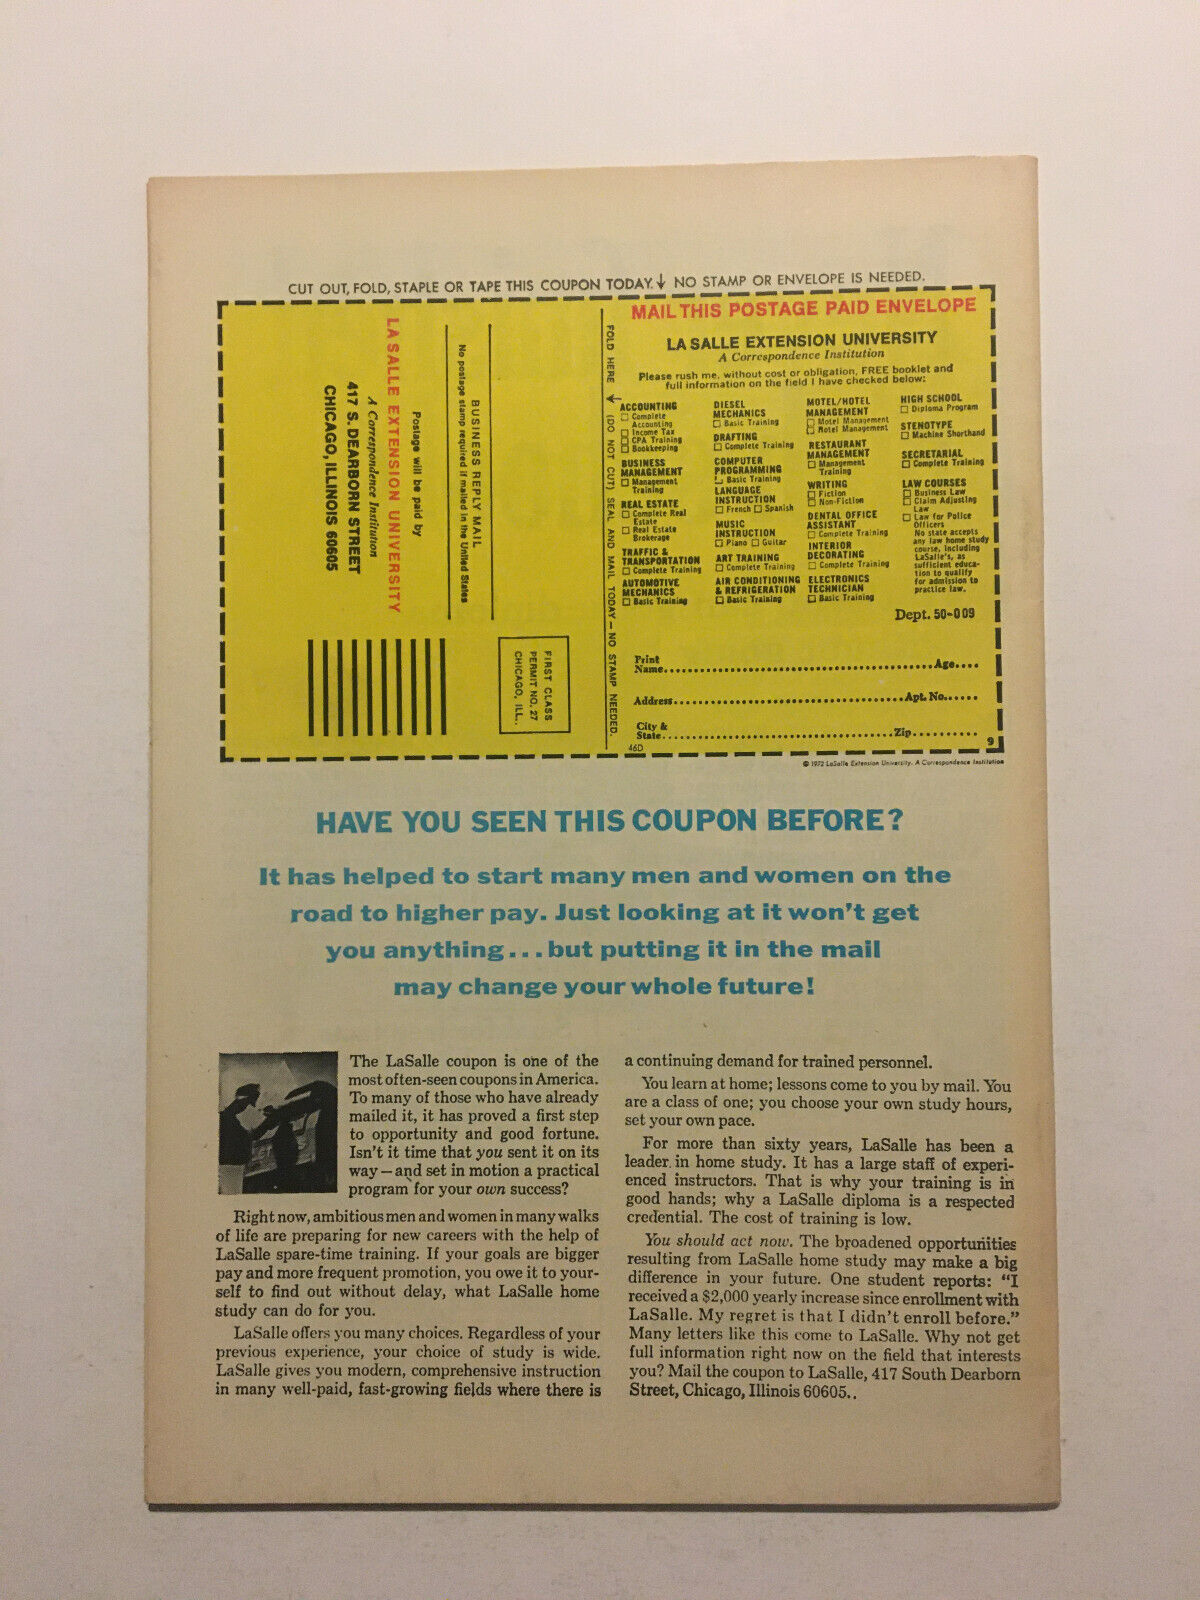 CUT OUT, FOLD, STAPLE OR TAPE THIS COUPON TODAY. ↓ NO STAMP OR ENVELOPE IS NEEDED.
LA SALLE EXTENSION UNIVERSITY
A Correspondence Institution
417 S. DEARBORN STREET
CHICAGO, ILLINOIS 60605
Postage will be paid by
BUSINESS REPLY MAIL
No postage stamp required if mailed in the United States
FIRST CLASS
PERMIT NO. 27
CHICAGO, ILL.
FOLD HERE ↓ (DO NOT CUT) SEAL AND MAIL TODAY—NO STAMP NEEDED.
MAIL THIS POSTAGE PAID ENVELOPE
LA SALLE EXTENSION UNIVERSITY
A Correspondence Institution
Please rush me, without cost or obligation, FREE booklet and
full information on the field I have checked below:
ACCOUNTING
□ Complete
Accounting
□ Income Tax
□ CPA Training
□ Bookkeeping
BUSINESS
MANAGEMENT
□ Management
Training
REAL ESTATE
□ Complete Real
Estate
□ Real Estate
Brokerage
TRAFFIC &
TRANSPORTATION
□ Complete Training
AUTOMOTIVE
MECHANICS
□ Basic Training
DIESEL
MECHANICS
□ Basic Training
DRAFTING
□ Complete Training
COMPUTER
PROGRAMMING
□ Basic Training
LANGUAGE
INSTRUCTION
□ French □ Spanish
MUSIC
INSTRUCTION
□ Piano □ Guitar
ART TRAINING
□ Complete Training
AIR CONDITIONING
& REFRIGERATION
□ Basic Training
MOTEL/HOTEL
MANAGEMENT
□ Motel Management
□ Hotel Management
RESTAURANT
MANAGEMENT
□ Management
Training
WRITING
□ Fiction
□ Non-Fiction
DENTAL OFFICE
ASSISTANT
□ Complete Training
INTERIOR
DECORATING
□ Complete Training
ELECTRONICS
TECHNICIAN
□ Basic Training
HIGH SCHOOL
□ Diploma Program
STENOTYPE
□ Machine Shorthand
SECRETARIAL
□ Complete Training
LAW COURSES
□ Business Law
□ Claim Adjusting
Law
□ Law for Police
Officers
No state accepts
any law home study
course, including
LaSalle's, as
sufficient educa-
tion to qualify
for admission to
practice law.
Dept. 50-009
Print
Name Age
Address Apt. No.
City &
State Zip
46D 9
© 1972 LaSalle Extension University. A Correspondence Institution
HAVE YOU SEEN THIS COUPON BEFORE?
It has helped to start many men and women on the
road to higher pay. Just looking at it won't get
you anything...but putting it in the mail
may change your whole future!
The LaSalle coupon is one of the
most often-seen coupons in America.
To many of those who have already
mailed it, it has proved a first step
to opportunity and good fortune.
Isn't it time that you sent it on its
way—and set in motion a practical
program for your own success?
Right now, ambitious men and women in many walks
of life are preparing for new careers with the help of
LaSalle spare-time training. If your goals are bigger
pay and more frequent promotion, you owe it to your-
self to find out without delay, what LaSalle home
study can do for you.
LaSalle offers you many choices. Regardless of your
previous experience, your choice of study is wide.
LaSalle gives you modern, comprehensive instruction
in many well-paid, fast-growing fields where there is
a continuing demand for trained personnel.
You learn at home; lessons come to you by mail. You
are a class of one; you choose your own study hours,
set your own pace.
For more than sixty years, LaSalle has been a
leader in home study. It has a large staff of experi-
enced instructors. That is why your training is in
good hands; why a LaSalle diploma is a respected
credential. The cost of training is low.
You should act now. The broadened opportunities
resulting from LaSalle home study may make a big
difference in your future. One student reports: "I
received a $2,000 yearly increase since enrollment with
LaSalle. My regret is that I didn't enroll before."
Many letters like this come to LaSalle. Why not get
full information right now on the field that interests
you? Mail the coupon to LaSalle, 417 South Dearborn
Street, Chicago, Illinois 60605..